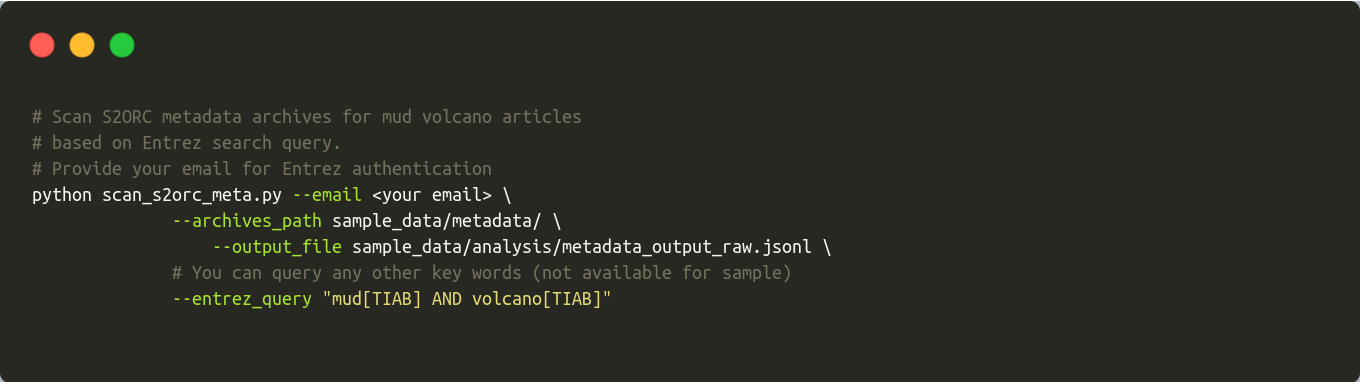 # Scan S2ORC metadata archives for mud volcano articles
# based on Entrez search query.
# Provide your email for Entrez authentication
python scan_s2orc_meta.py --email <your email> \
--archives_path sample_data/metadata/ \
--output_file sample_data/analysis/metadata_output_raw.jsonl \
# You can query any other key words (not available for sample)
--entrez_query "mud[TIAB] AND volcano[TIAB]"